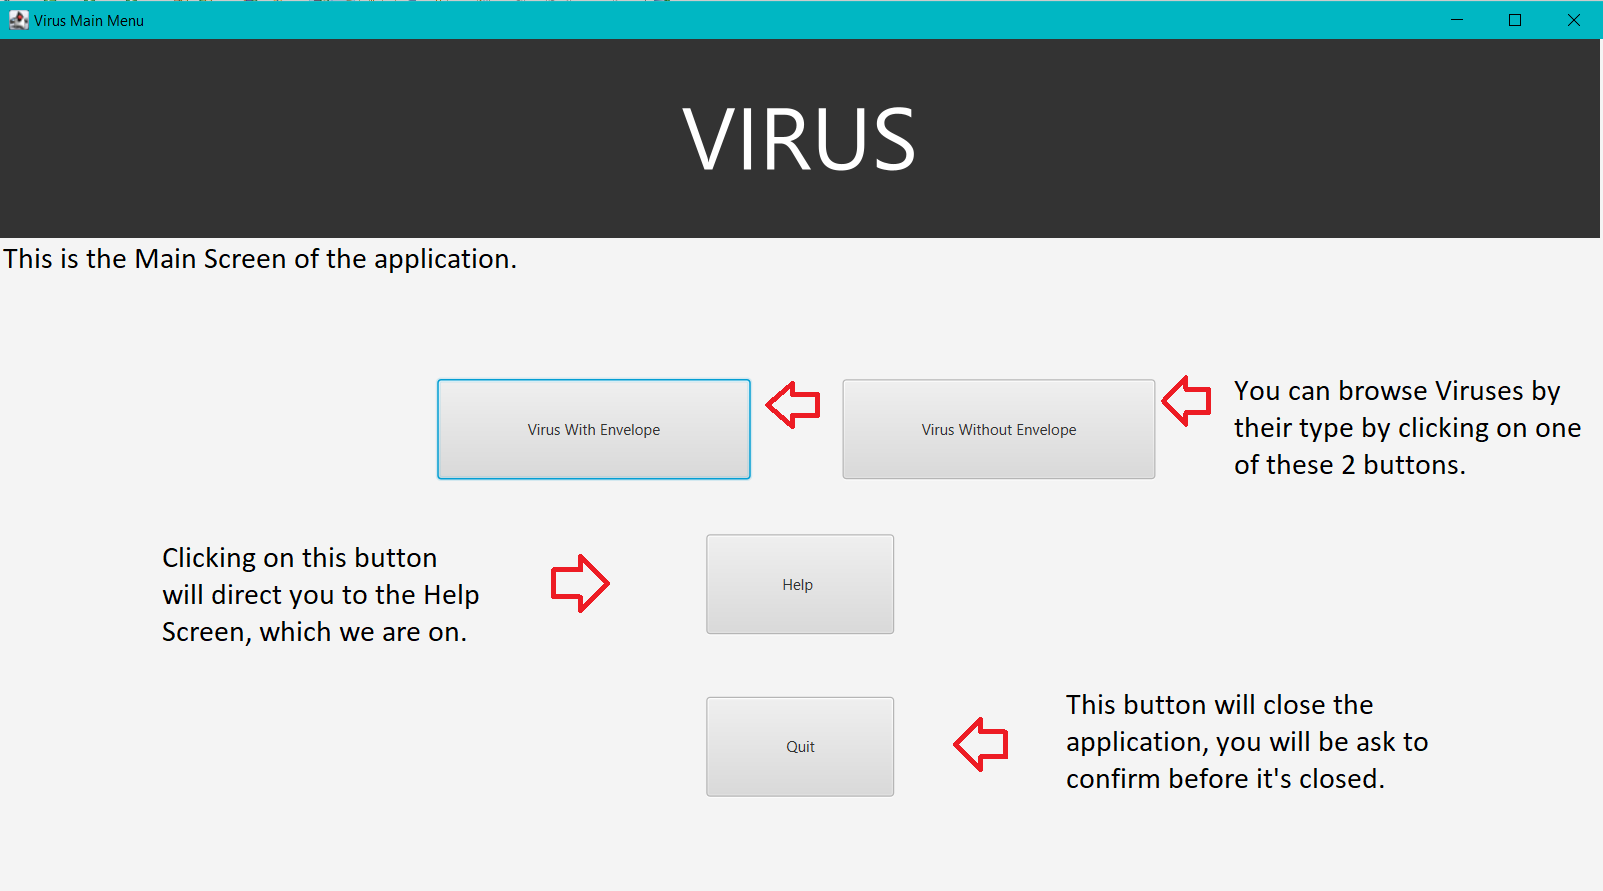 Virus Main Menu
VIRUS
This is the Main Screen of the application.
Virus With Envelope
Virus Without Envelope
You can browse Viruses by
their type by clicking on one
of these 2 buttons.
Clicking on this button
will direct you to the Help
Screen, which we are on.
Help
Quit
This button will close the
application, you will be ask to
confirm before it's closed.